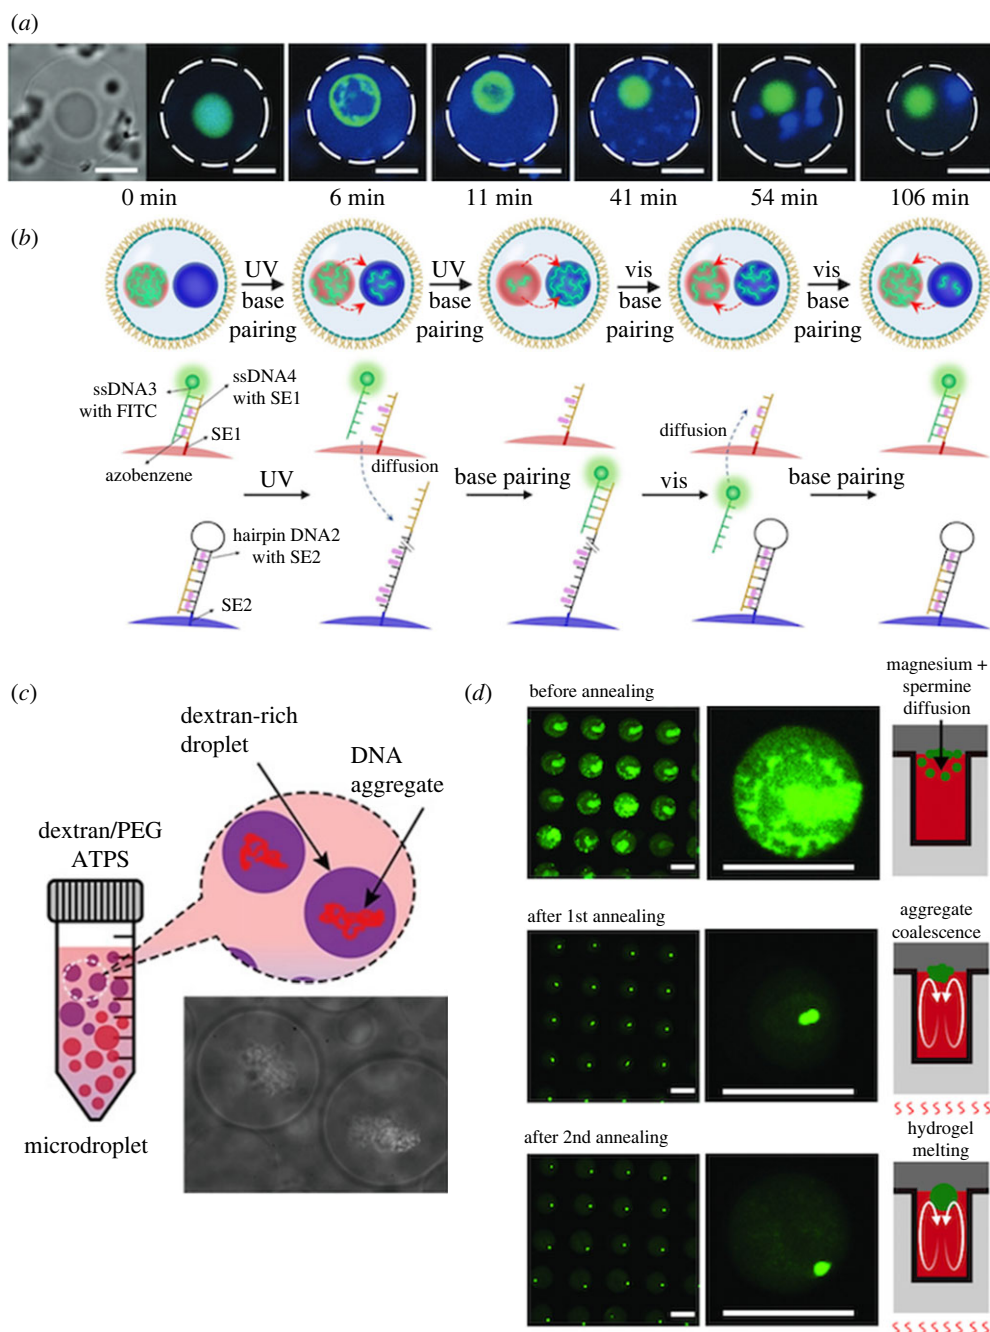 (a)
0 min
6 min
11 min
41 min
54 min
106 min
(b)
UV
base
pairing
UV
base
pairing
vis
base
pairing
vis
base
pairing
ssDNA3
with FITC
ssDNA4
with SE1
SE1
azobenzene
diffusion
diffusion
UV
base pairing
vis
base pairing
hairpin DNA2
with SE2
SE2
(c)
dextran-rich
droplet
DNA
aggregate
dextran/PEG
ATPS
microdroplet
(d)
before annealing
magnesium +
spermine
diffusion
after 1st annealing
aggregate
coalescence
after 2nd annealing
hydrogel
melting